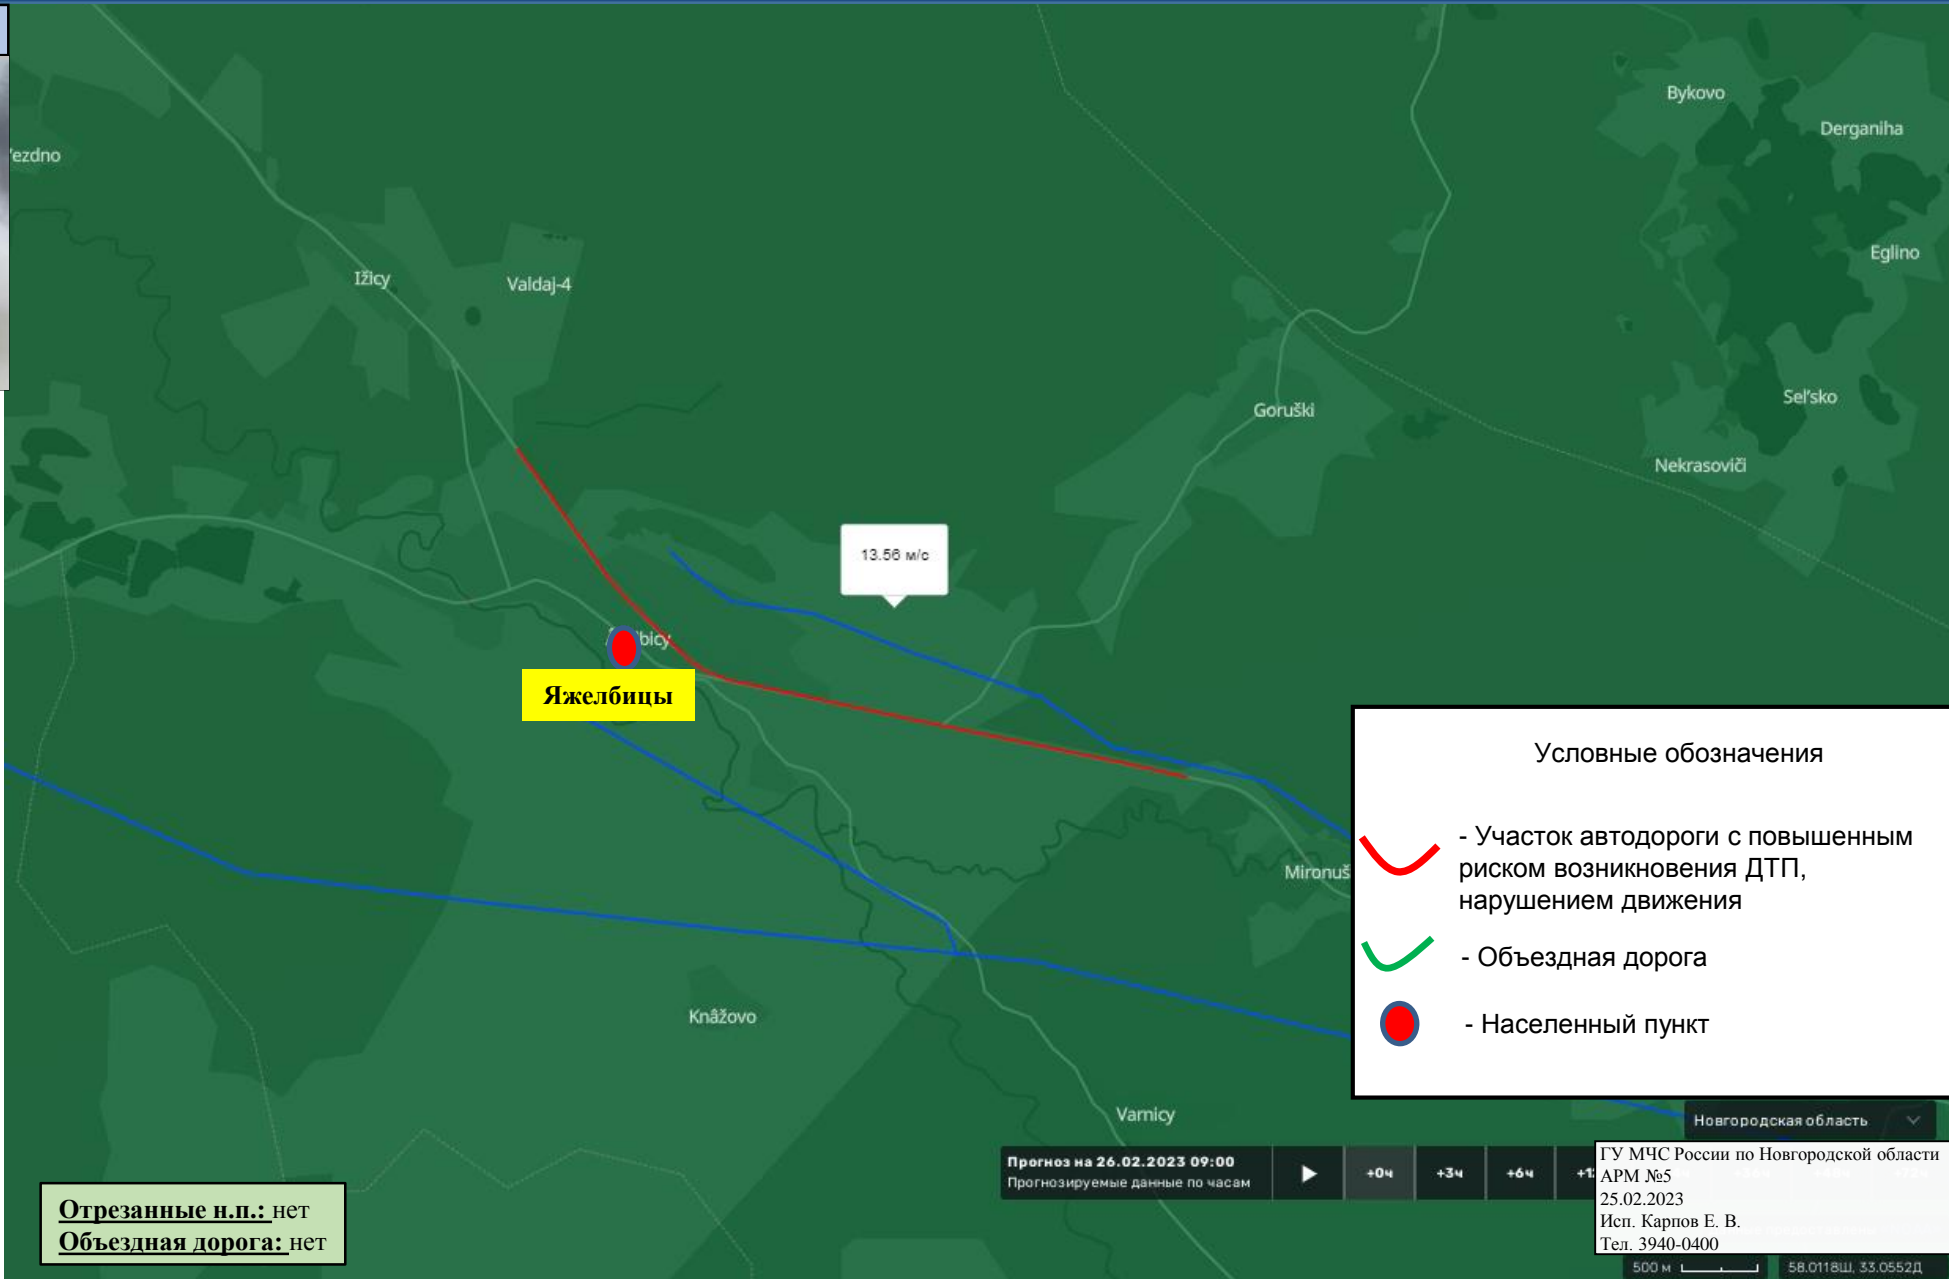 Bykovo
Derganiha
Eglino
Ižicy
Valdaj-4
Sel'sko
Goruški
Nekrasoviči
13.56 м/с
Яжелбицы
Условные обозначения
- Участок автодороги с повышенным
риском возникновения ДТП,
нарушением движения
- Объездная дорога
- Населенный пункт
Knâžovo
Varnicy
Новгородская область
Прогноз на 26.02.2023 09:00
Прогнозируемые данные по часам
+0ч +3ч +6ч
ГУ МЧС России по Новгородской области
АРМ №5
25.02.2023
Исп. Карпов Е. В.
Тел. 3940-0400
Отрезанные н.п.: нет
Объездная дорога: нет
500 м
58.0118Ш, 33.0552Д